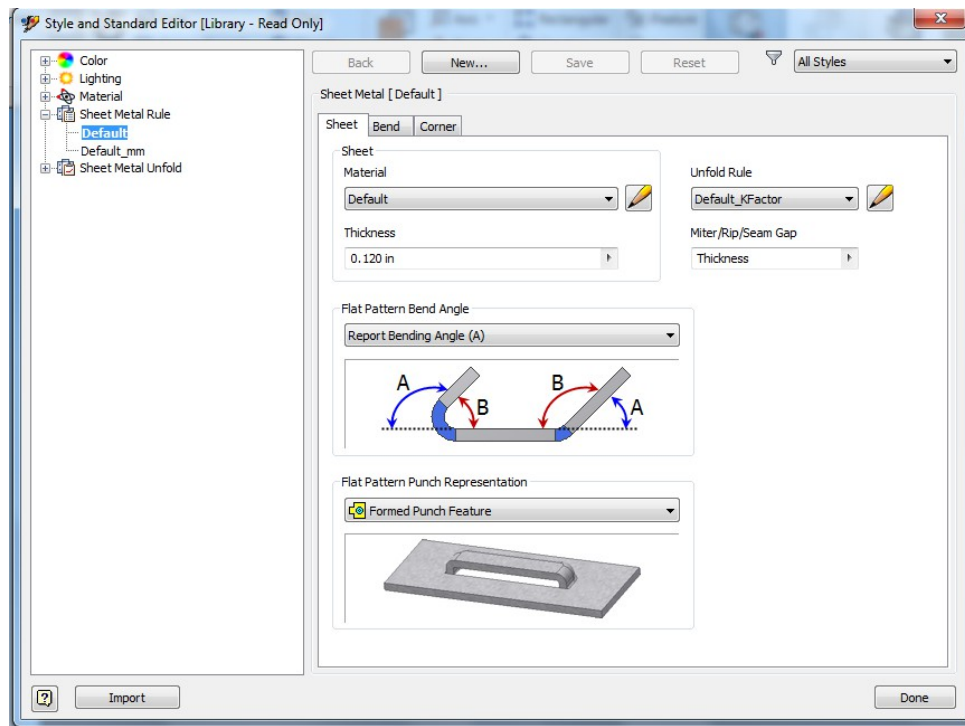 Style and Standard Editor [Library - Read Only]
Color
Lighting
Material
Sheet Metal Rule
Default
Default_mm
Sheet Metal Unfold
Back
New...
Save
Reset
All Styles
Sheet Metal [ Default ]
Sheet
Bend
Corner
Sheet
Material
Default
Thickness
0.120 in
Unfold Rule
Default_KFactor
Miter/Rip/Seam Gap
Thickness
Flat Pattern Bend Angle
Report Bending Angle (A)
A
B
B
A
Flat Pattern Punch Representation
Formed Punch Feature
?
Import
Done